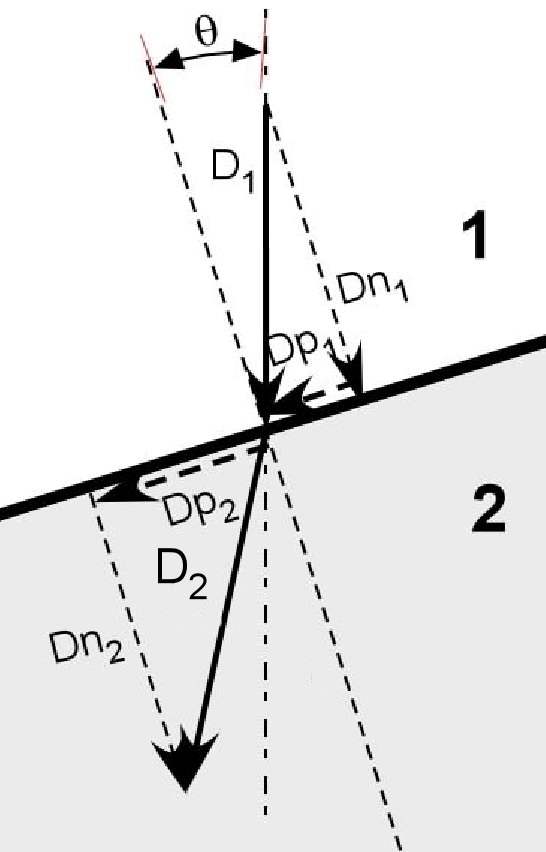 θ
D₁
1
Dn₁
Dp₁
2
Dp₂
D₂
Dn₂